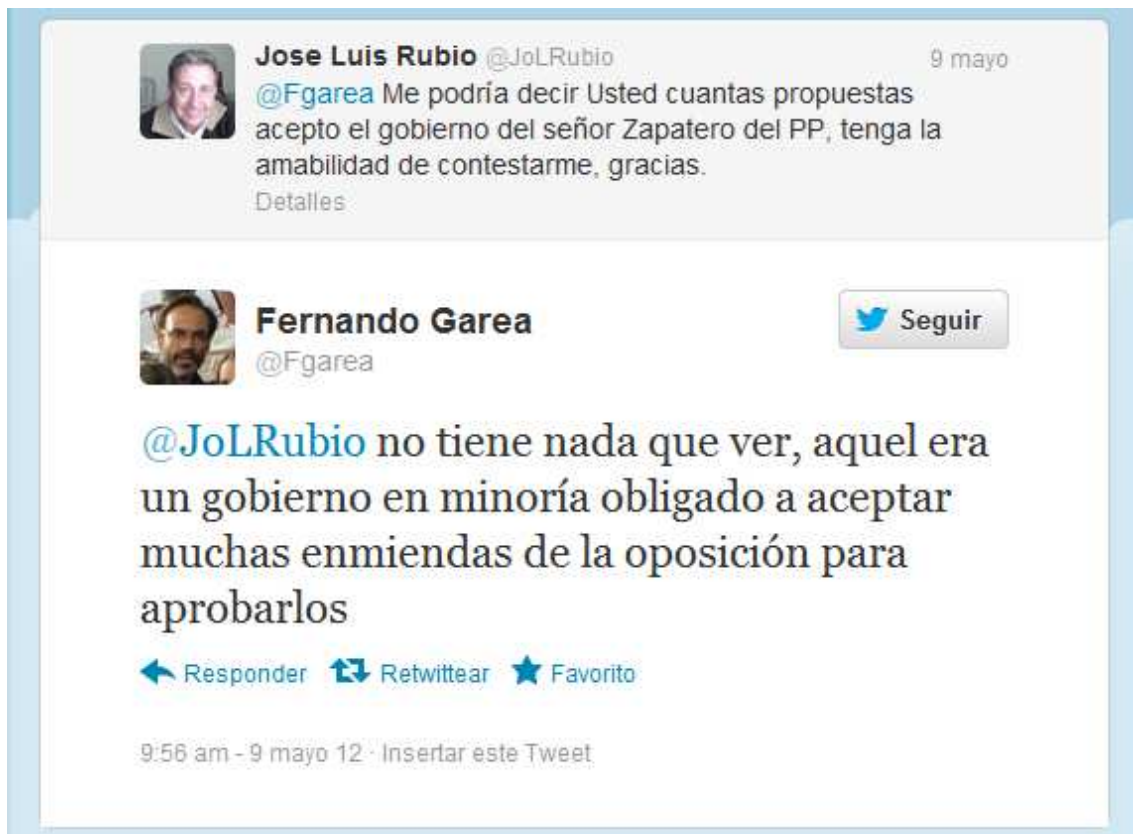 Jose Luis Rubio @JoLRubio 9 mayo
@Fgarea Me podría decir Usted cuantas propuestas
acepto el gobierno del señor Zapatero del PP, tenga la
amabilidad de contestarme, gracias.
Detalles
Fernando Garea
@Fgarea
Seguir
@JoLRubio no tiene nada que ver, aquel era
un gobierno en minoría obligado a aceptar
muchas enmiendas de la oposición para
aprobarlos
Responder Retwittear Favorito
9:56 am - 9 mayo 12 · Insertar este Tweet